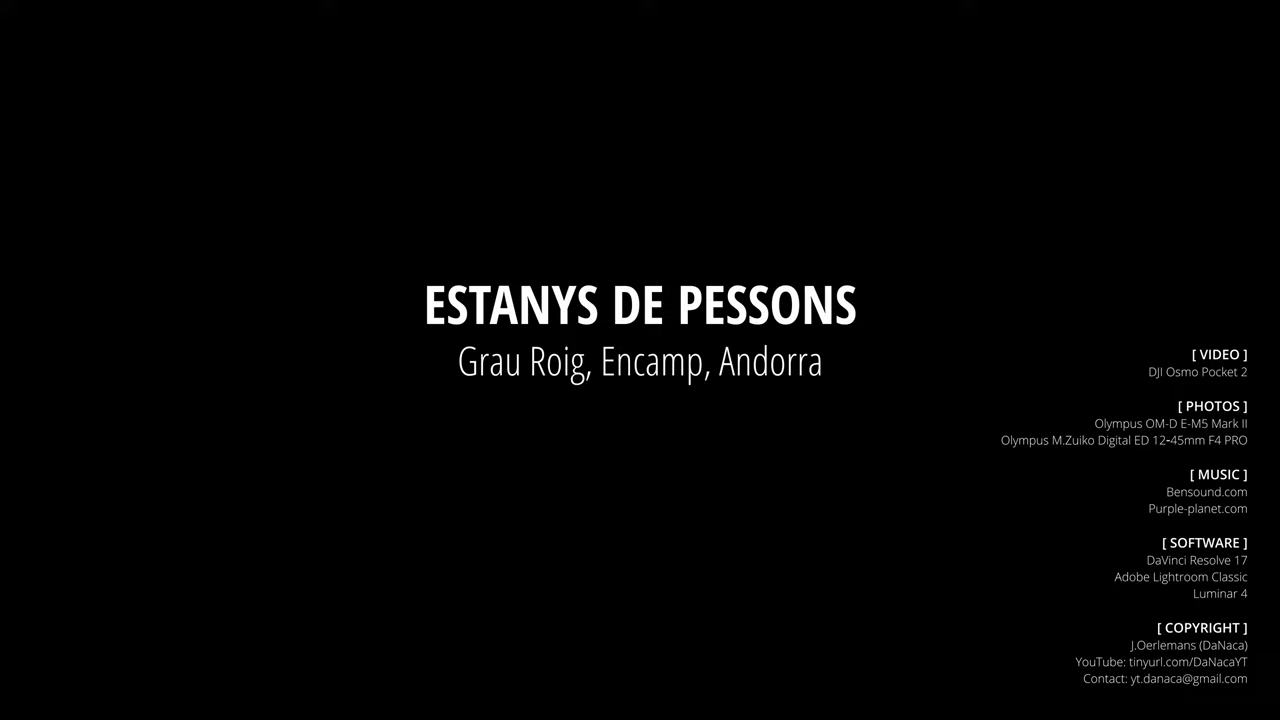 ESTANYS DE PESSONS
Grau Roig, Encamp, Andorra
[ VIDEO ]
DJI Osmo Pocket 2
[ PHOTOS ]
Olympus OM-D E-M5 Mark II
Olympus M.Zuiko Digital ED 12-45mm F4 PRO
[ MUSIC ]
Bensound.com
Purple-planet.com
[ SOFTWARE ]
DaVinci Resolve 17
Adobe Lightroom Classic
Luminar 4
[ COPYRIGHT ]
J.Oerlemans (DaNaca)
YouTube: tinyurl.com/DaNacaYT
Contact: yt.danaca@gmail.com